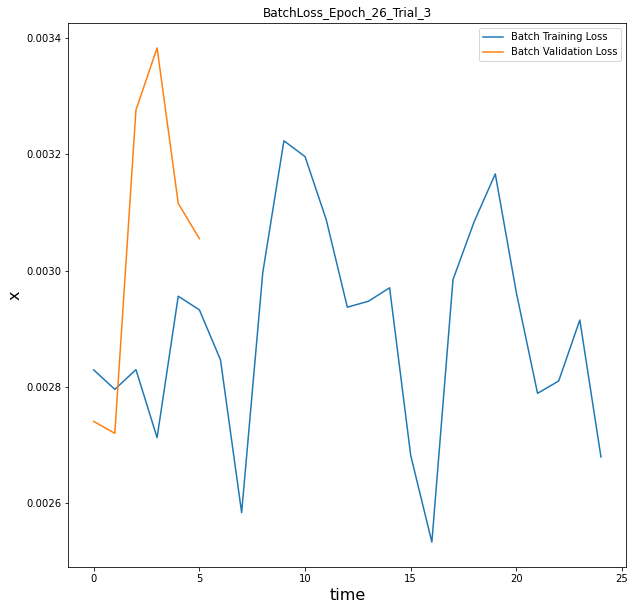 BatchLoss_Epoch_26_Trial_3
Batch Training Loss
Batch Validation Loss
0.0034
0.0032
0.0030
0.0028
0.0026
x
0 5 10 15 20 25
time